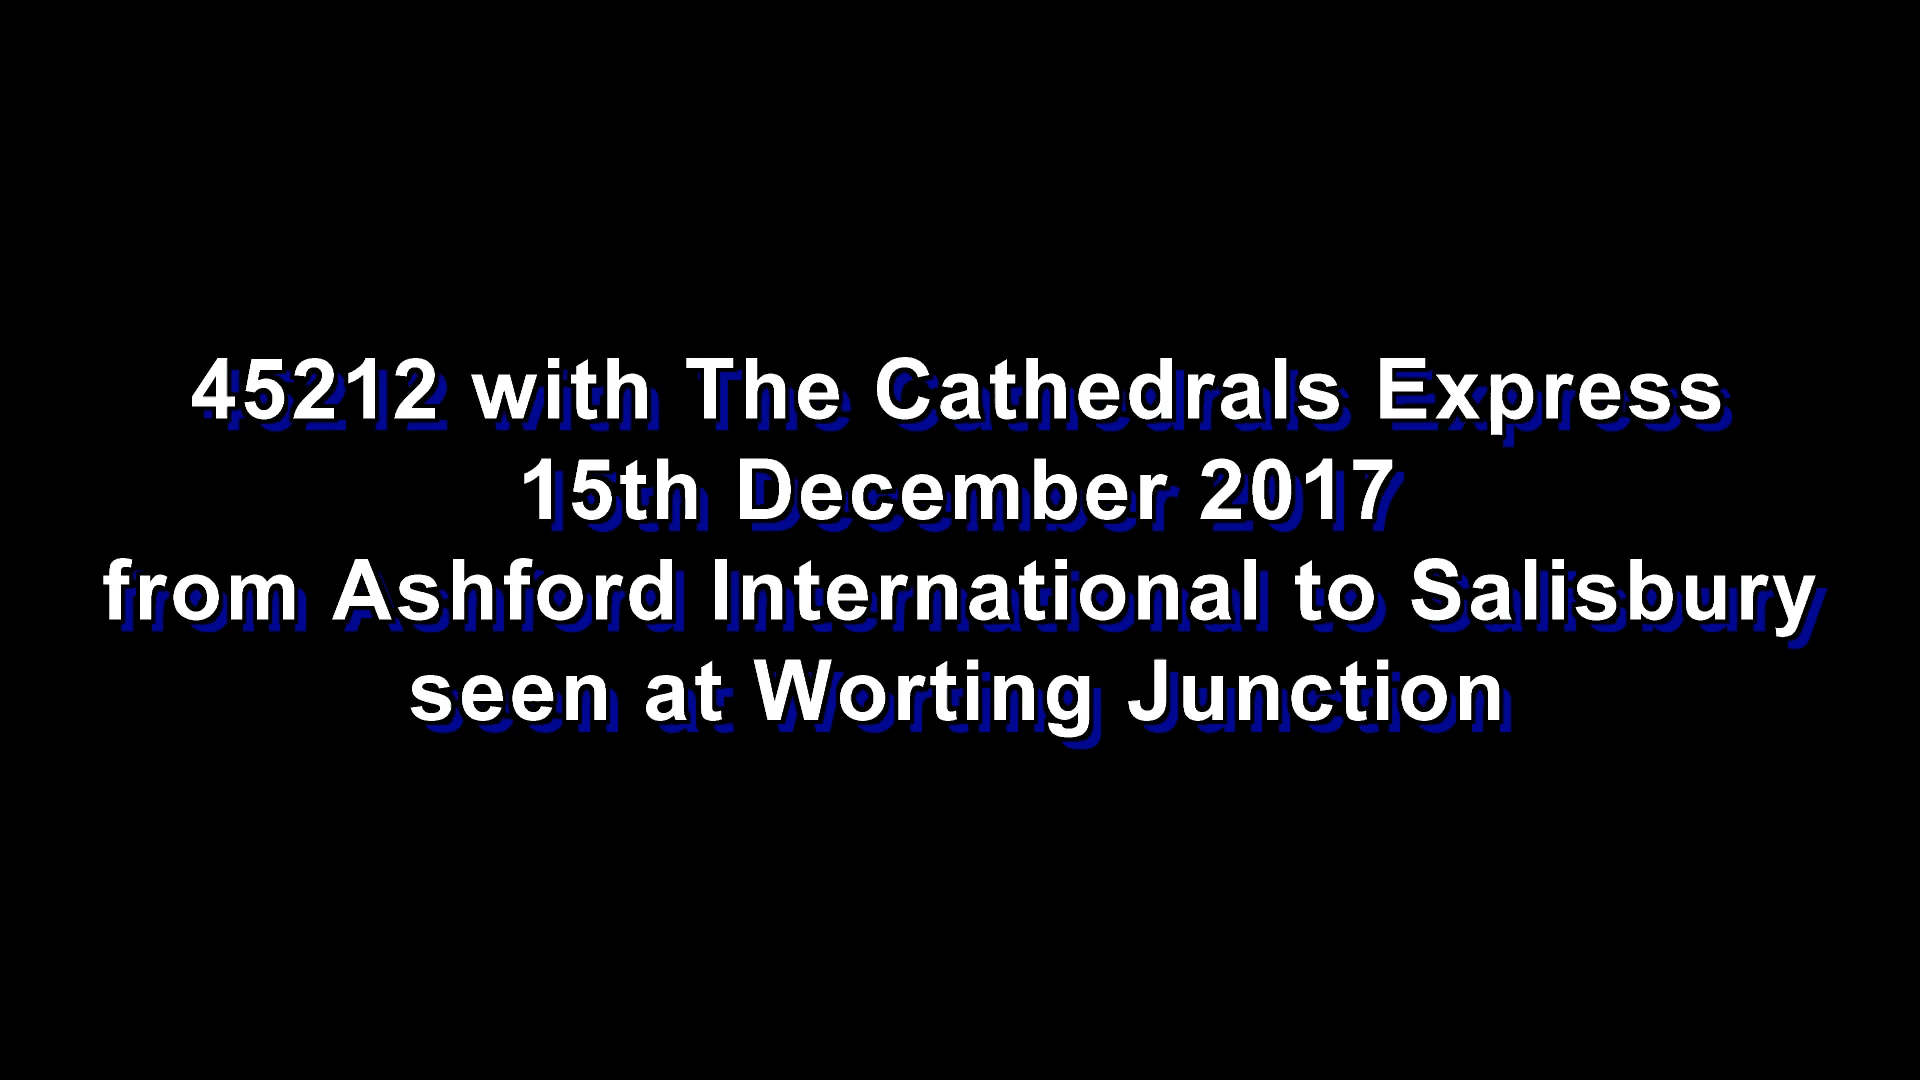 45212 with The Cathedrals Express
15th December 2017
from Ashford International to Salisbury
seen at Worting Junction